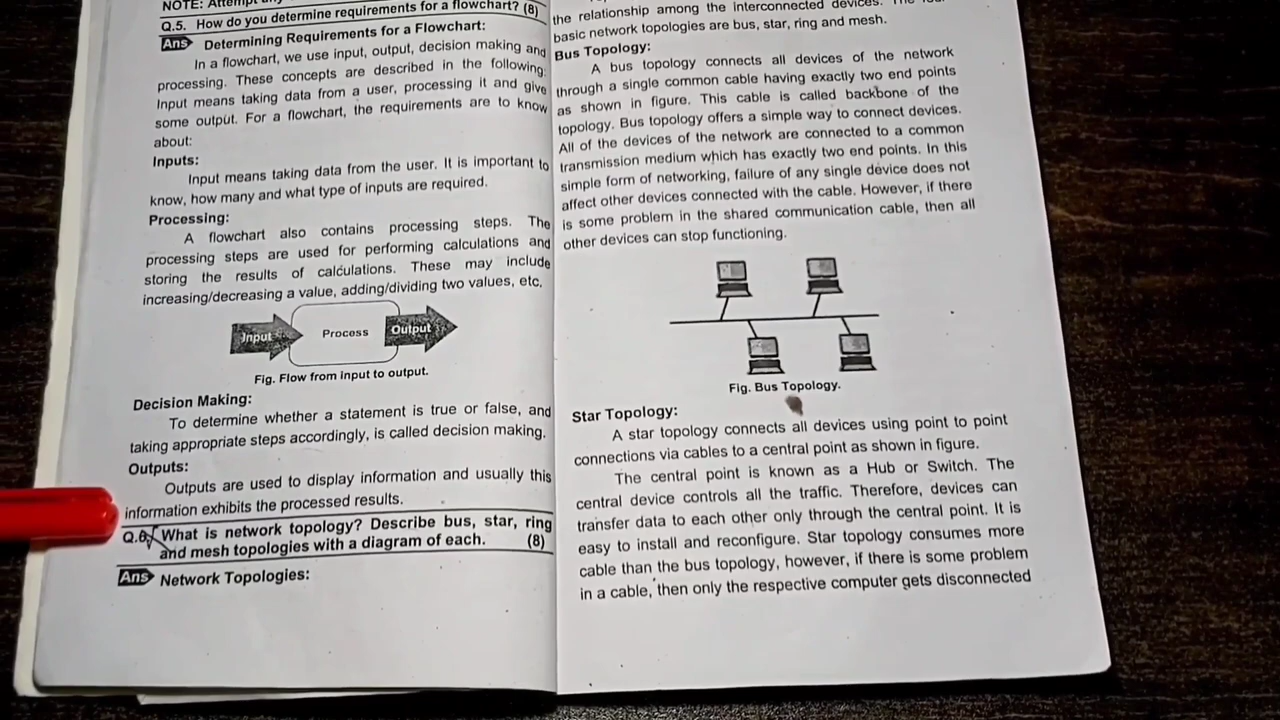 NOTE: Attempt
Q.5. How do you determine requirements for a flowchart? (8)
Ans Determining Requirements for a Flowchart:
In a flowchart, we use input, output, decision making and
processing. These concepts are described in the following:
Input means taking data from a user, processing it and give
some output. For a flowchart, the requirements are to know
about:
Inputs:
Input means taking data from the user. It is important to
know, how many and what type of inputs are required.
Processing:
A flowchart also contains processing steps. The
processing steps are used for performing calculations and
storing the results of calculations. These may include
increasing/decreasing a value, adding/dividing two values, etc.
Input
Process
Output
Fig. Flow from input to output.
Decision Making:
To determine whether a statement is true or false, and
taking appropriate steps accordingly, is called decision making.
Outputs:
Outputs are used to display information and usually this
information exhibits the processed results.
Q.6. What is network topology? Describe bus, star, ring
and mesh topologies with a diagram of each. (8)
Ans Network Topologies:
the relationship among the interconnected devices. The
basic network topologies are bus, star, ring and mesh.
Bus Topology:
A bus topology connects all devices of the network
through a single common cable having exactly two end points
as shown in figure. This cable is called backbone of the
topology. Bus topology offers a simple way to connect devices.
All of the devices of the network are connected to a common
transmission medium which has exactly two end points. In this
simple form of networking, failure of any single device does not
affect other devices connected with the cable. However, if there
is some problem in the shared communication cable, then all
other devices can stop functioning.
Fig. Bus Topology.
Star Topology:
A star topology connects all devices using point to point
connections via cables to a central point as shown in figure.
The central point is known as a Hub or Switch. The
central device controls all the traffic. Therefore, devices can
transfer data to each other only through the central point. It is
easy to install and reconfigure. Star topology consumes more
cable than the bus topology, however, if there is some problem
in a cable, then only the respective computer gets disconnected